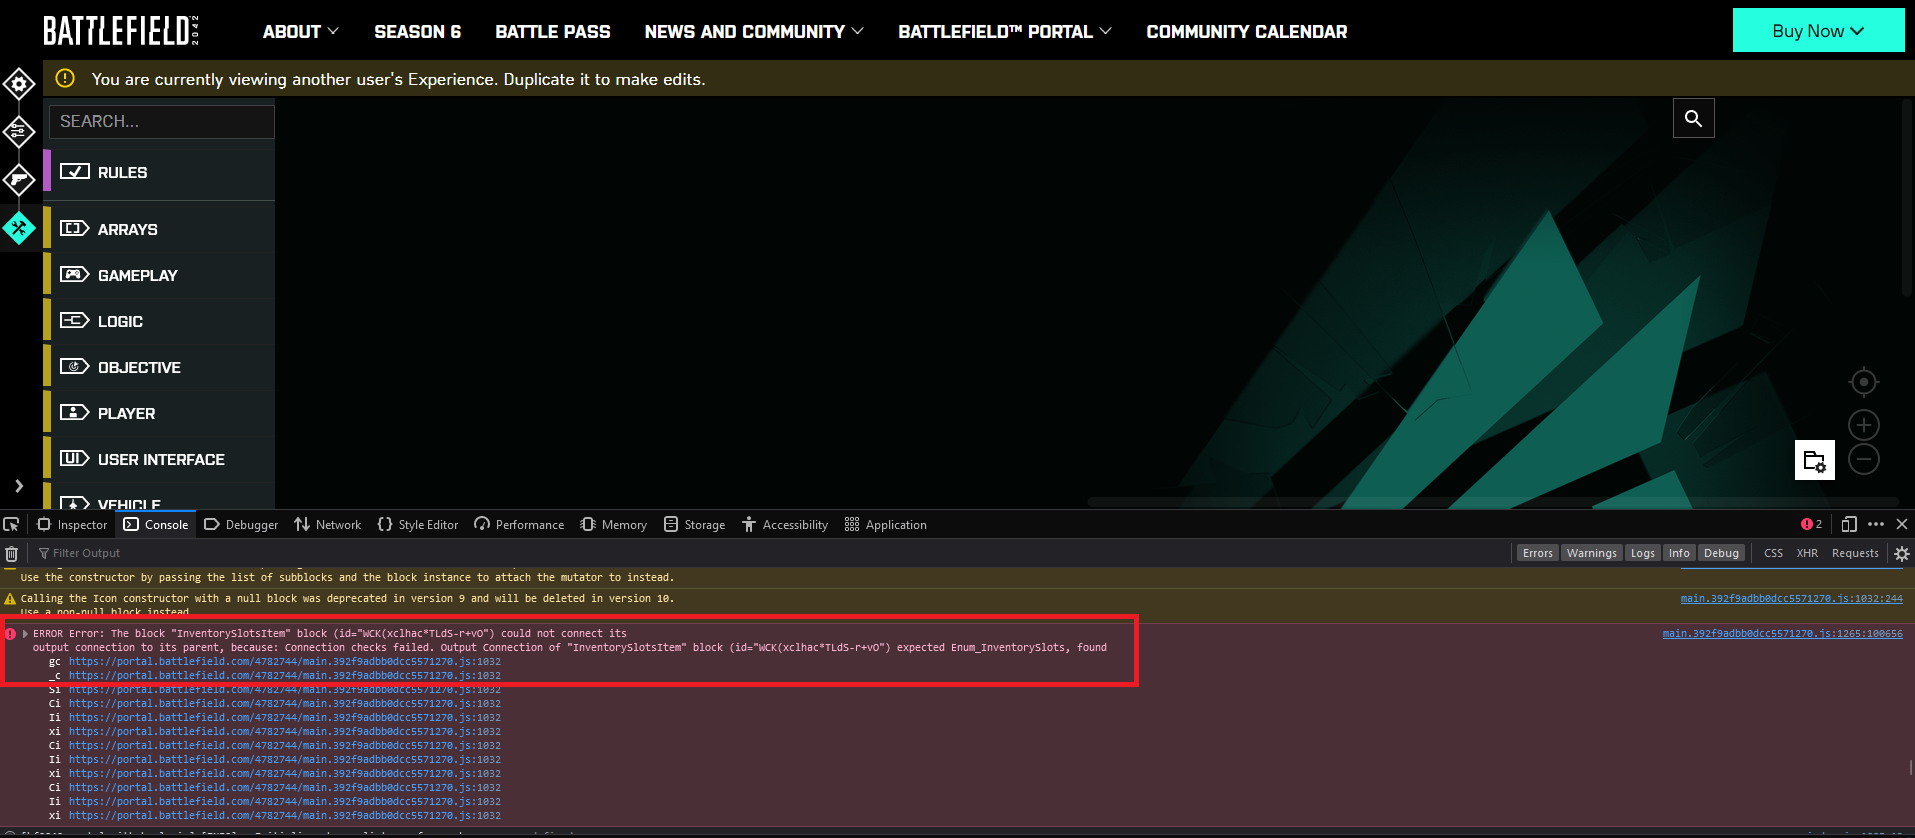 BATTLEFIELD 2042
ABOUT
SEASON 6
BATTLE PASS
NEWS AND COMMUNITY
BATTLEFIELD™ PORTAL
COMMUNITY CALENDAR
Buy Now
You are currently viewing another user's Experience. Duplicate it to make edits.
SEARCH...
RULES
ARRAYS
GAMEPLAY
LOGIC
OBJECTIVE
PLAYER
UI USER INTERFACE
VEHICLE
Inspector
Console
Debugger
Network
Style Editor
Performance
Memory
Storage
Accessibility
Application
2
Filter Output
Errors
Warnings
Logs
Info
Debug
CSS
XHR
Requests
Use the constructor by passing the list of subblocks and the block instance to attach the mutator to instead.
Calling the Icon constructor with a null block was deprecated in version 9 and will be deleted in version 10.
main.392f9adbb0dcc5571270.js:1032:244
Use a non-null block instead
ERROR Error: The block "InventorySlotsItem" block (id="WCK(xclhac*TLdS-r+vO") could not connect its
main.392f9adbb0dcc5571270.js:1265:100656
output connection to its parent, because: Connection checks failed. Output Connection of "InventorySlotsItem" block (id="WCK(xclhac*TLdS-r+vO") expected Enum_InventorySlots, found
gc https://portal.battlefield.com/4782744/main.392f9adbb0dcc5571270.js:1032
_c https://portal.battlefield.com/4782744/main.392f9adbb0dcc5571270.js:1032
Si https://portal.battlefield.com/4782744/main.392f9adbb0dcc5571270.js:1032
Ci https://portal.battlefield.com/4782744/main.392f9adbb0dcc5571270.js:1032
Ii https://portal.battlefield.com/4782744/main.392f9adbb0dcc5571270.js:1032
xi https://portal.battlefield.com/4782744/main.392f9adbb0dcc5571270.js:1032
Ci https://portal.battlefield.com/4782744/main.392f9adbb0dcc5571270.js:1032
Ii https://portal.battlefield.com/4782744/main.392f9adbb0dcc5571270.js:1032
xi https://portal.battlefield.com/4782744/main.392f9adbb0dcc5571270.js:1032
Ci https://portal.battlefield.com/4782744/main.392f9adbb0dcc5571270.js:1032
Ii https://portal.battlefield.com/4782744/main.392f9adbb0dcc5571270.js:1032
xi https://portal.battlefield.com/4782744/main.392f9adbb0dcc5571270.js:1032